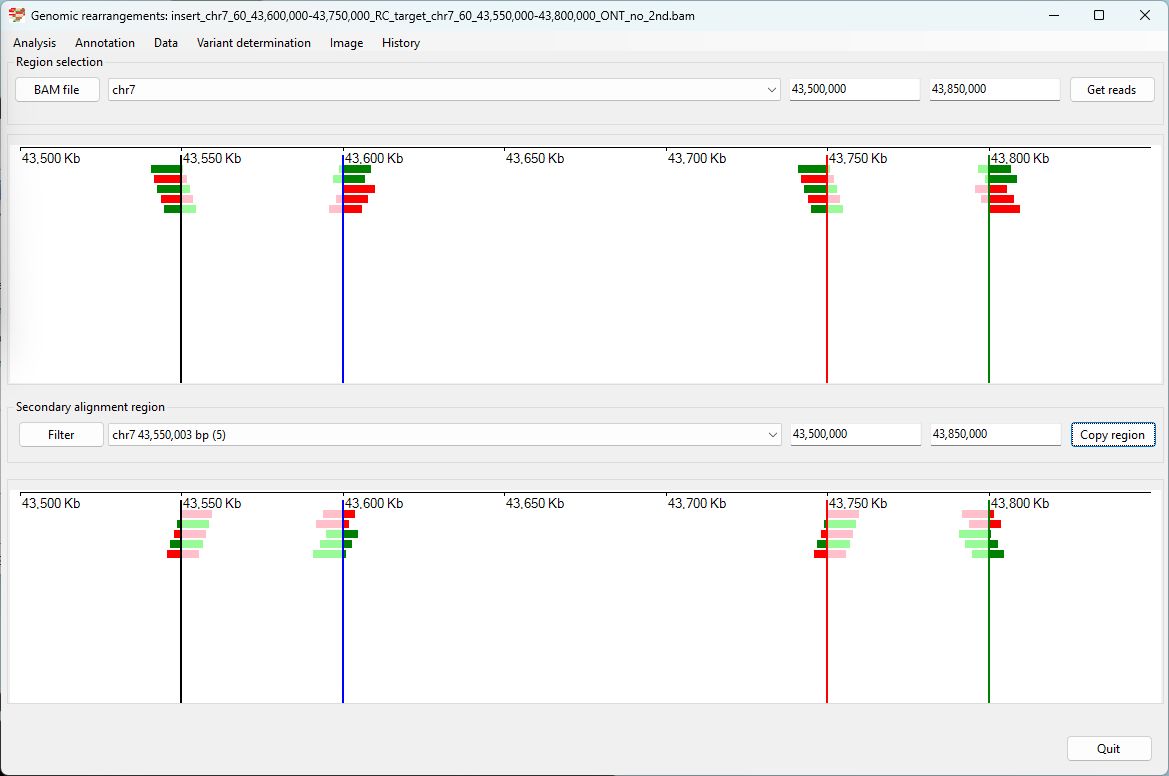 Genomic rearrangements: insert_chr7_60_43,600,000-43,750,000_RC_target_chr7_60_43,550,000-43,800,000_ONT_no_2nd.bam
Analysis Annotation Data Variant determination Image History
Region selection
BAM file chr7 43,500,000 43,850,000 Get reads
43,500 Kb 43,550 Kb 43,600 Kb 43,650 Kb 43,700 Kb 43,750 Kb 43,800 Kb
Secondary alignment region
Filter chr7 43,550,003 bp (5) 43,500,000 43,850,000 Copy region
43,500 Kb 43,550 Kb 43,600 Kb 43,650 Kb 43,700 Kb 43,750 Kb 43,800 Kb
Quit